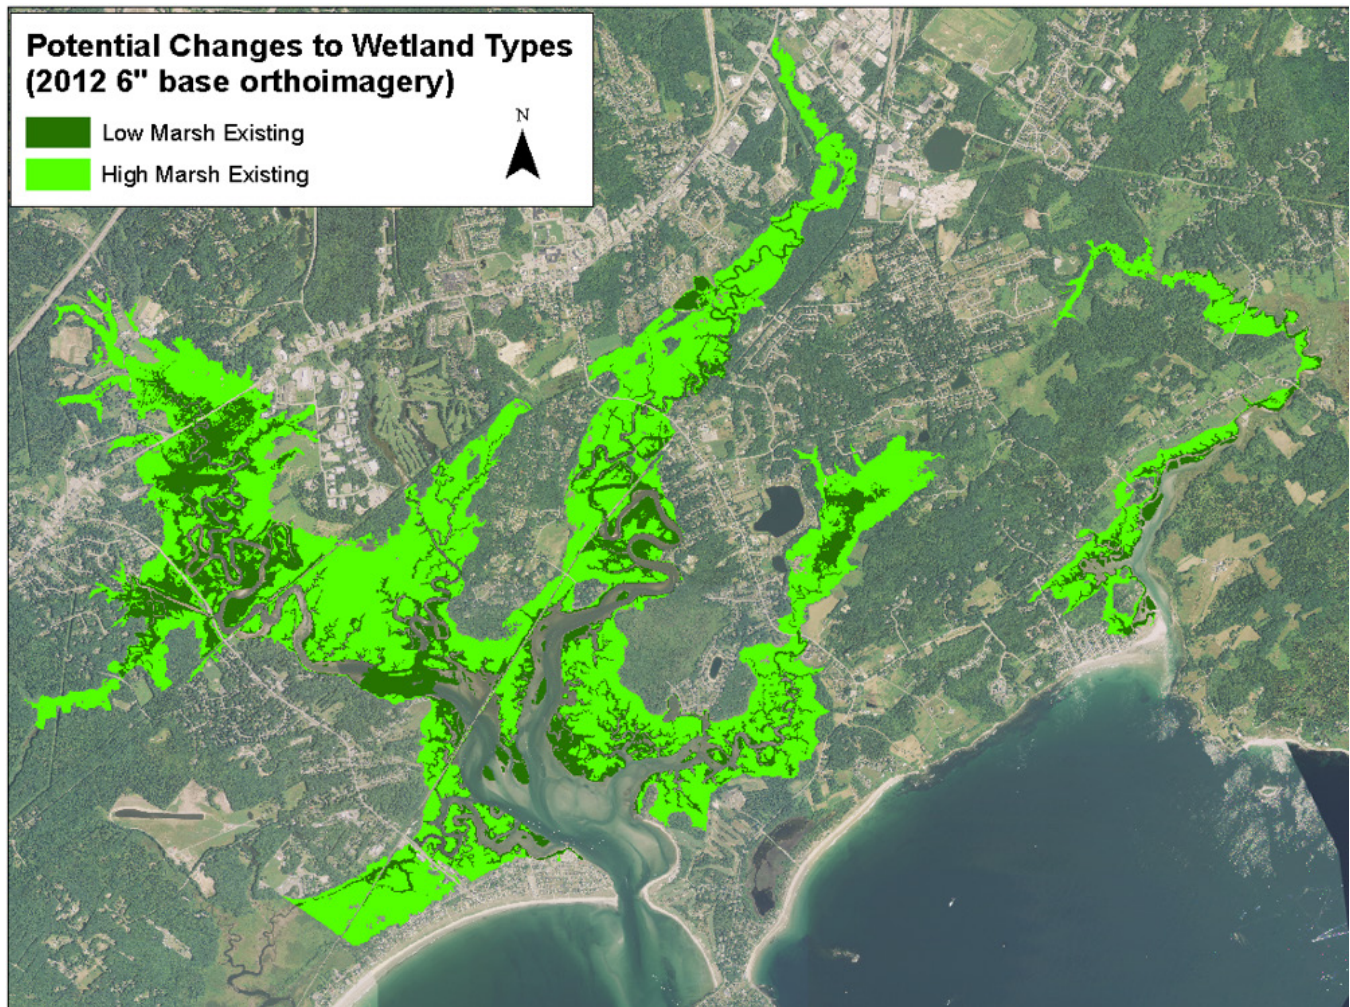 Potential Changes to Wetland Types
(2012 6" base orthoimagery)
N
Low Marsh Existing
High Marsh Existing